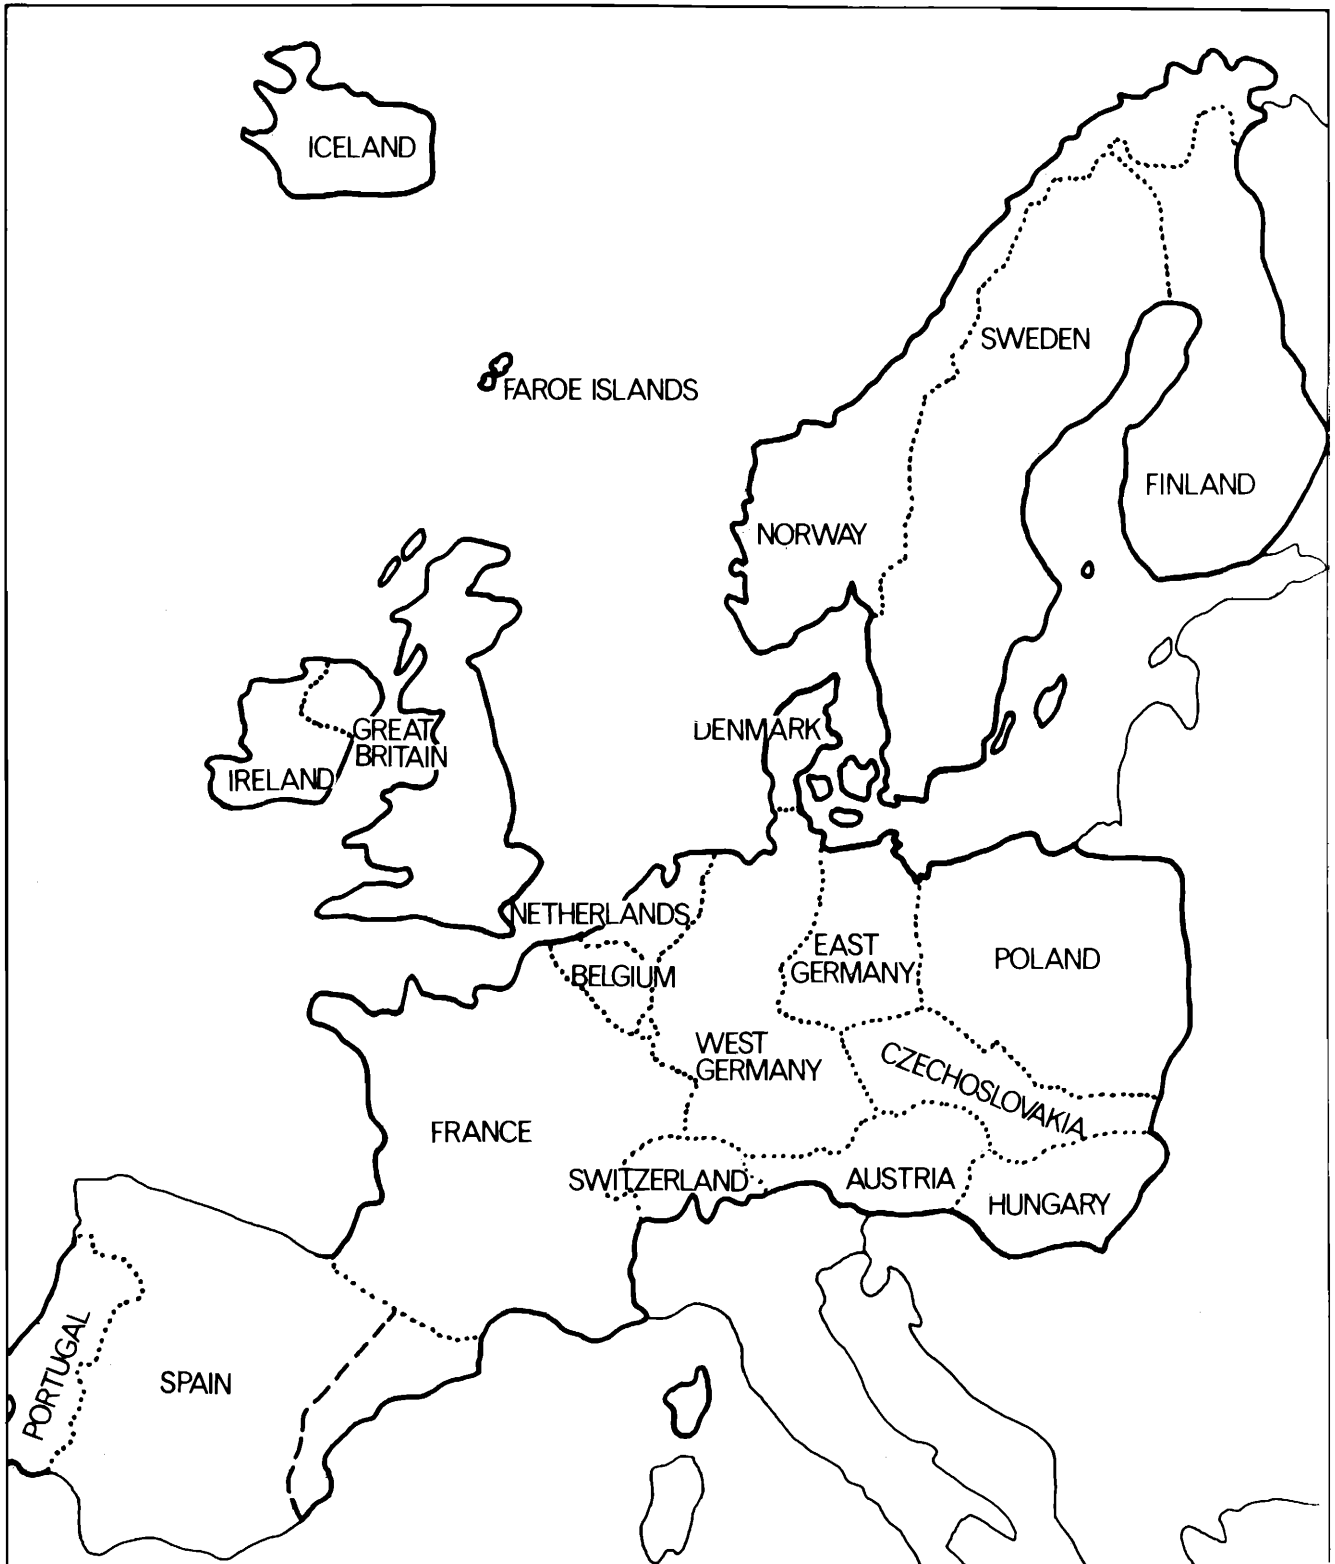 ICELAND
SWEDEN
FAROE ISLANDS
FINLAND
NORWAY
GREAT
BRITAIN
DENMARK
IRELAND
NETHERLANDS
EAST
GERMANY
POLAND
BELGIUM
WEST
GERMANY
CZECHOSLOVAKIA
FRANCE
SWITZERLAND
AUSTRIA
HUNGARY
PORTUGAL
SPAIN